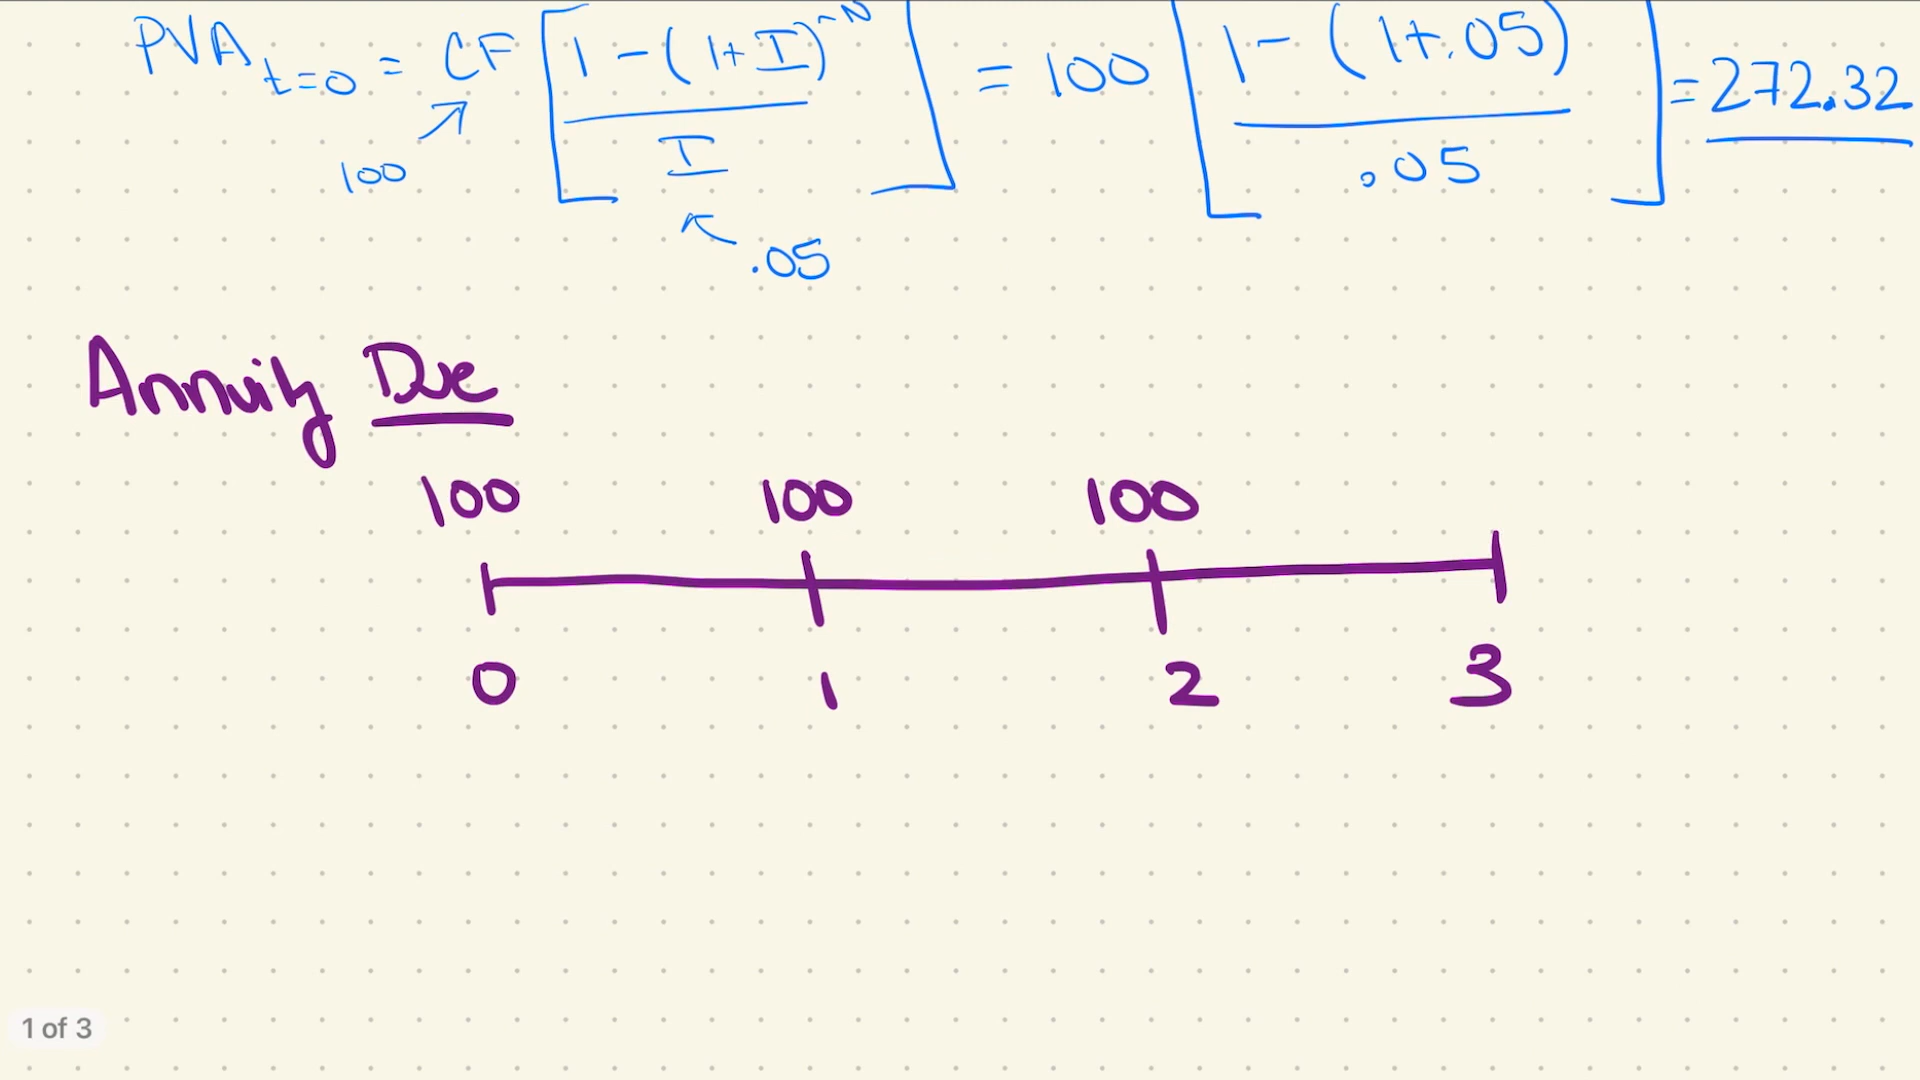 PVA t=0 = CF [ 1 - (1+I)^-N / I ] = 100 [ 1 - (1+.05) / .05 ] = 272.32
100
.05
Annuity Due
100 100 100
0 1 2 3
1 of 3